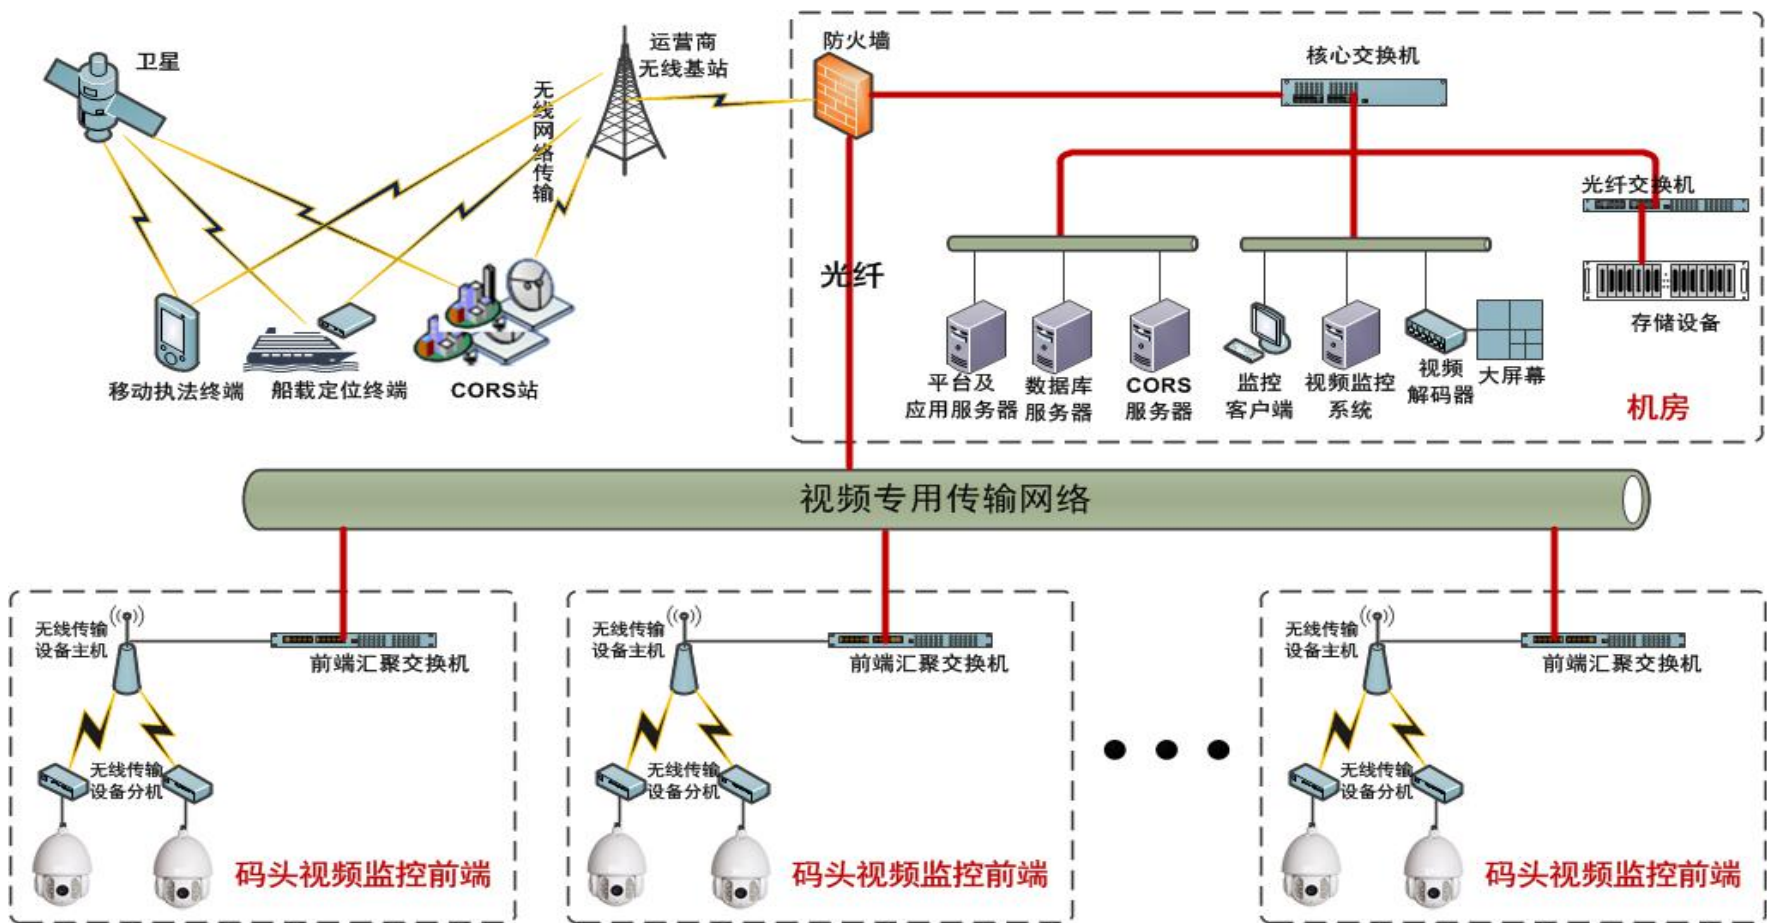 卫星
运营商
无线基站
无线网络传输
防火墙
核心交换机
光纤交换机
存储设备
光纤
移动执法终端
船载定位终端
CORS站
平台及
应用服务器
数据库
服务器
CORS
服务器
监控
客户端
视频监控
系统
视频
解码器
大屏幕
机房
视频专用传输网络
无线传输
设备主机
前端汇聚交换机
无线传输
设备分机
码头视频监控前端
无线传输
设备主机
前端汇聚交换机
无线传输
设备分机
码头视频监控前端
无线传输
设备主机
前端汇聚交换机
无线传输
设备分机
码头视频监控前端